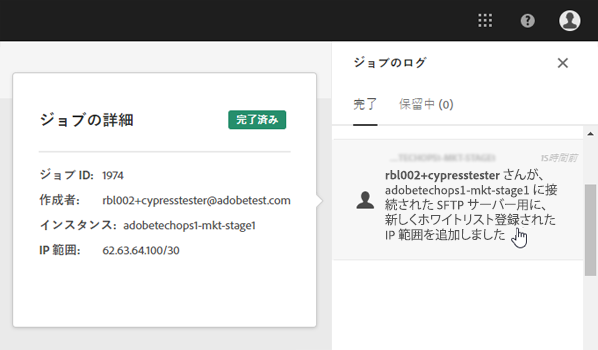 ジョブの詳細
完了済み
ジョブ ID: 1974
作成者: rbl002+cypresstester@adobetest.com
インスタンス: adobetechops1-mkt-stage1
IP 範囲: 62.63.64.100/30
ジョブのログ
完了
保留中 (0)
15時間前
rbl002+cypresstester さんが、
adobetechops1-mkt-stage1 に接
続された SFTP サーバー用に、
新しくホワイトリスト登録された
IP 範囲を追加しました